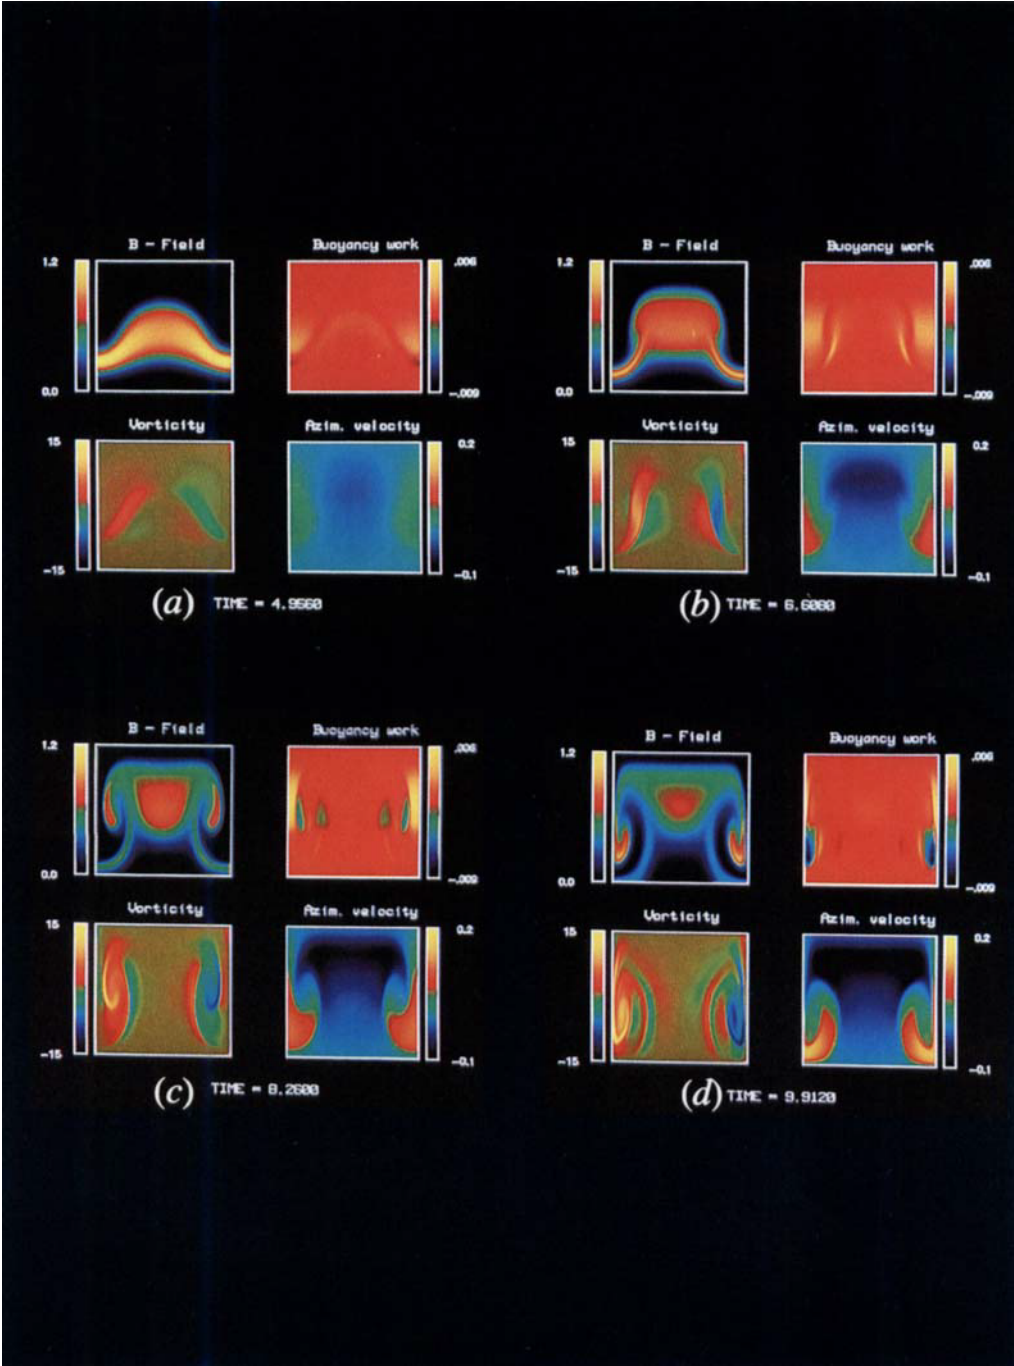 B - Field
Buoyancy work
1.2
.006
0.0
-.009
Vorticity
Azim. velocity
15
0.2
-15
-0.1
(a) TIME = 4.9560
B - Field
Buoyancy work
1.2
.006
0.0
-.009
Vorticity
Azim. velocity
15
0.2
-15
-0.1
(b) TIME = 6.6080
B - Field
Buoyancy work
1.2
.006
0.0
-.009
Vorticity
Azim. velocity
15
0.2
-15
-0.1
(c) TIME = 8.2600
B - Field
Buoyancy work
1.2
.006
0.0
-.009
Vorticity
Azim. velocity
15
0.2
-15
-0.1
(d) TIME = 9.9120